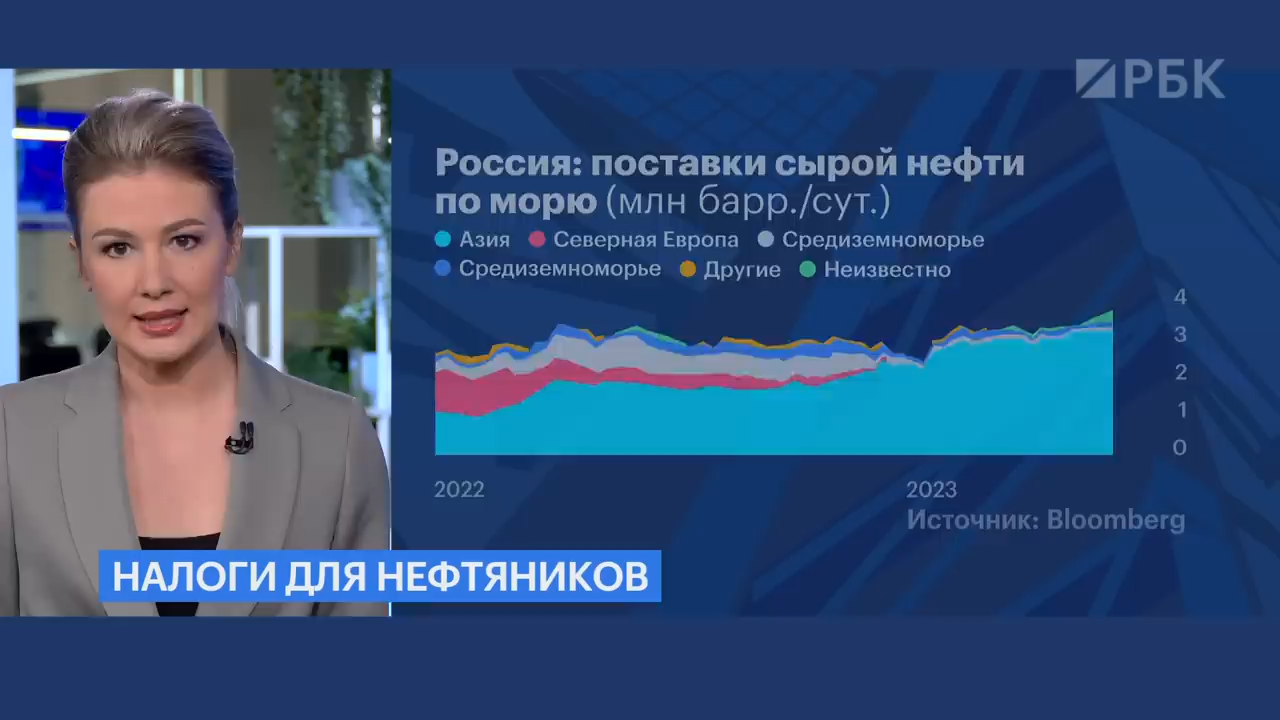 РБК
Россия: поставки сырой нефти
по морю (млн барр./сут.)
Азия Северная Европа Средиземноморье
Средиземноморье Другие Неизвестно
4
3
2
1
0
2022 2023
Источник: Bloomberg
НАЛОГИ ДЛЯ НЕФТЯНИКОВ